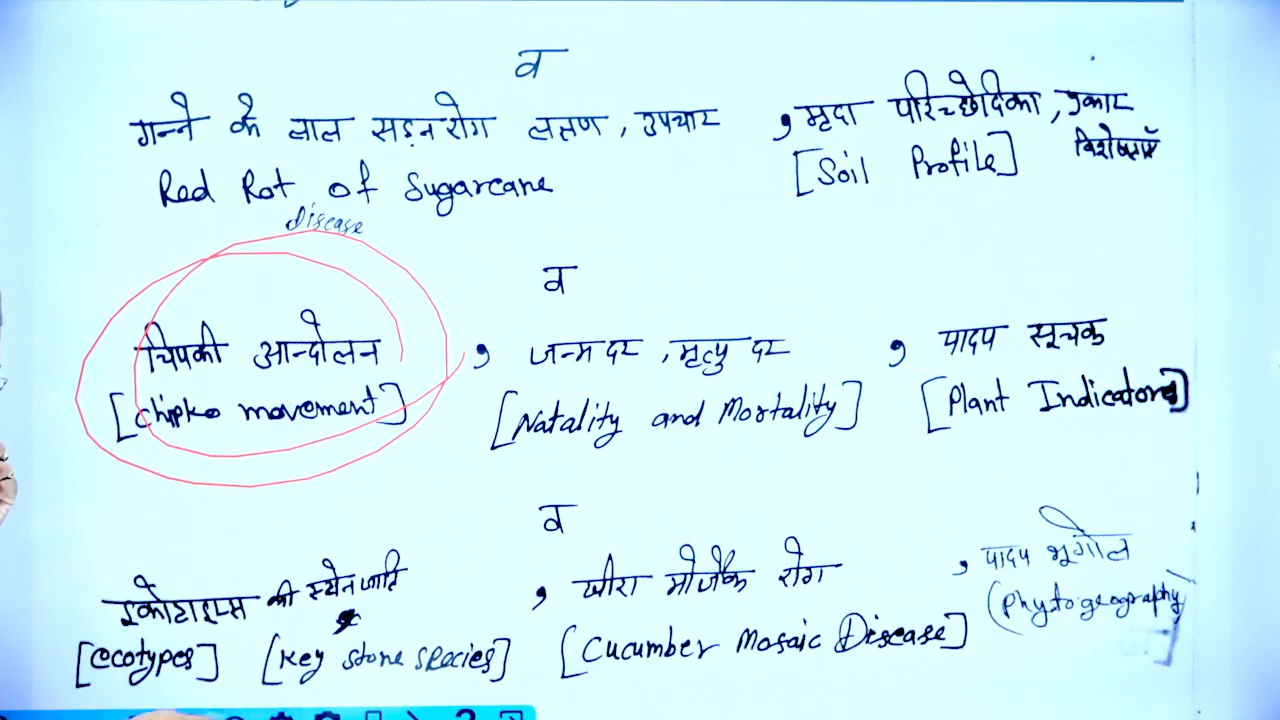 व
गन्ने के लाल सड़न रोग लक्षण, उपचार , मृदा परिच्छेदिका, प्रकार
विशेषताएँ
Red Rot of Sugarcane [Soil Profile]
disease
व
चिपको आन्दोलन , जन्म दर, मृत्यु दर , पादप सूचक
[Chipko movement] [Natality and Mortality] [Plant Indicators]
व
इकोटाइप्स की स्टोन जाति , खीरा मोजैक रोग , पादप भूगोल
[ecotypes] [Key stone species] [Cucumber Mosaic Disease] (Phytogeography)